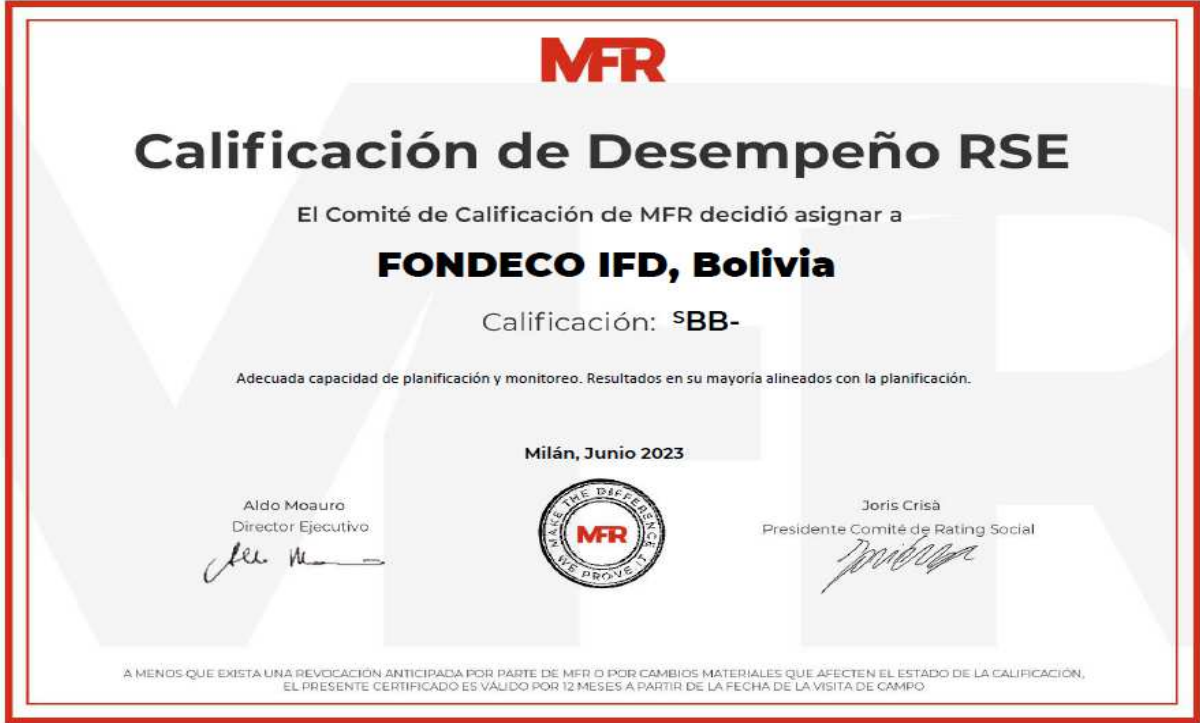 MFR
Calificación de Desempeño RSE
El Comité de Calificación de MFR decidió asignar a
FONDECO IFD, Bolivia
Calificación: sBB-
Adecuada capacidad de planificación y monitoreo. Resultados en su mayoría alineados con la planificación.
Milán, Junio 2023
Aldo Moauro
Director Ejecutivo
MAKE THE DIFFERENCE
MFR
WE PROVE IT
Joris Crisà
Presidente Comité de Rating Social
A MENOS QUE EXISTA UNA REVOCACIÓN ANTICIPADA POR PARTE DE MFR O POR CAMBIOS MATERIALES QUE AFECTEN EL ESTADO DE LA CALIFICACIÓN,
EL PRESENTE CERTIFICADO ES VÁLIDO POR 12 MESES A PARTIR DE LA FECHA DE LA VISITA DE CAMPO